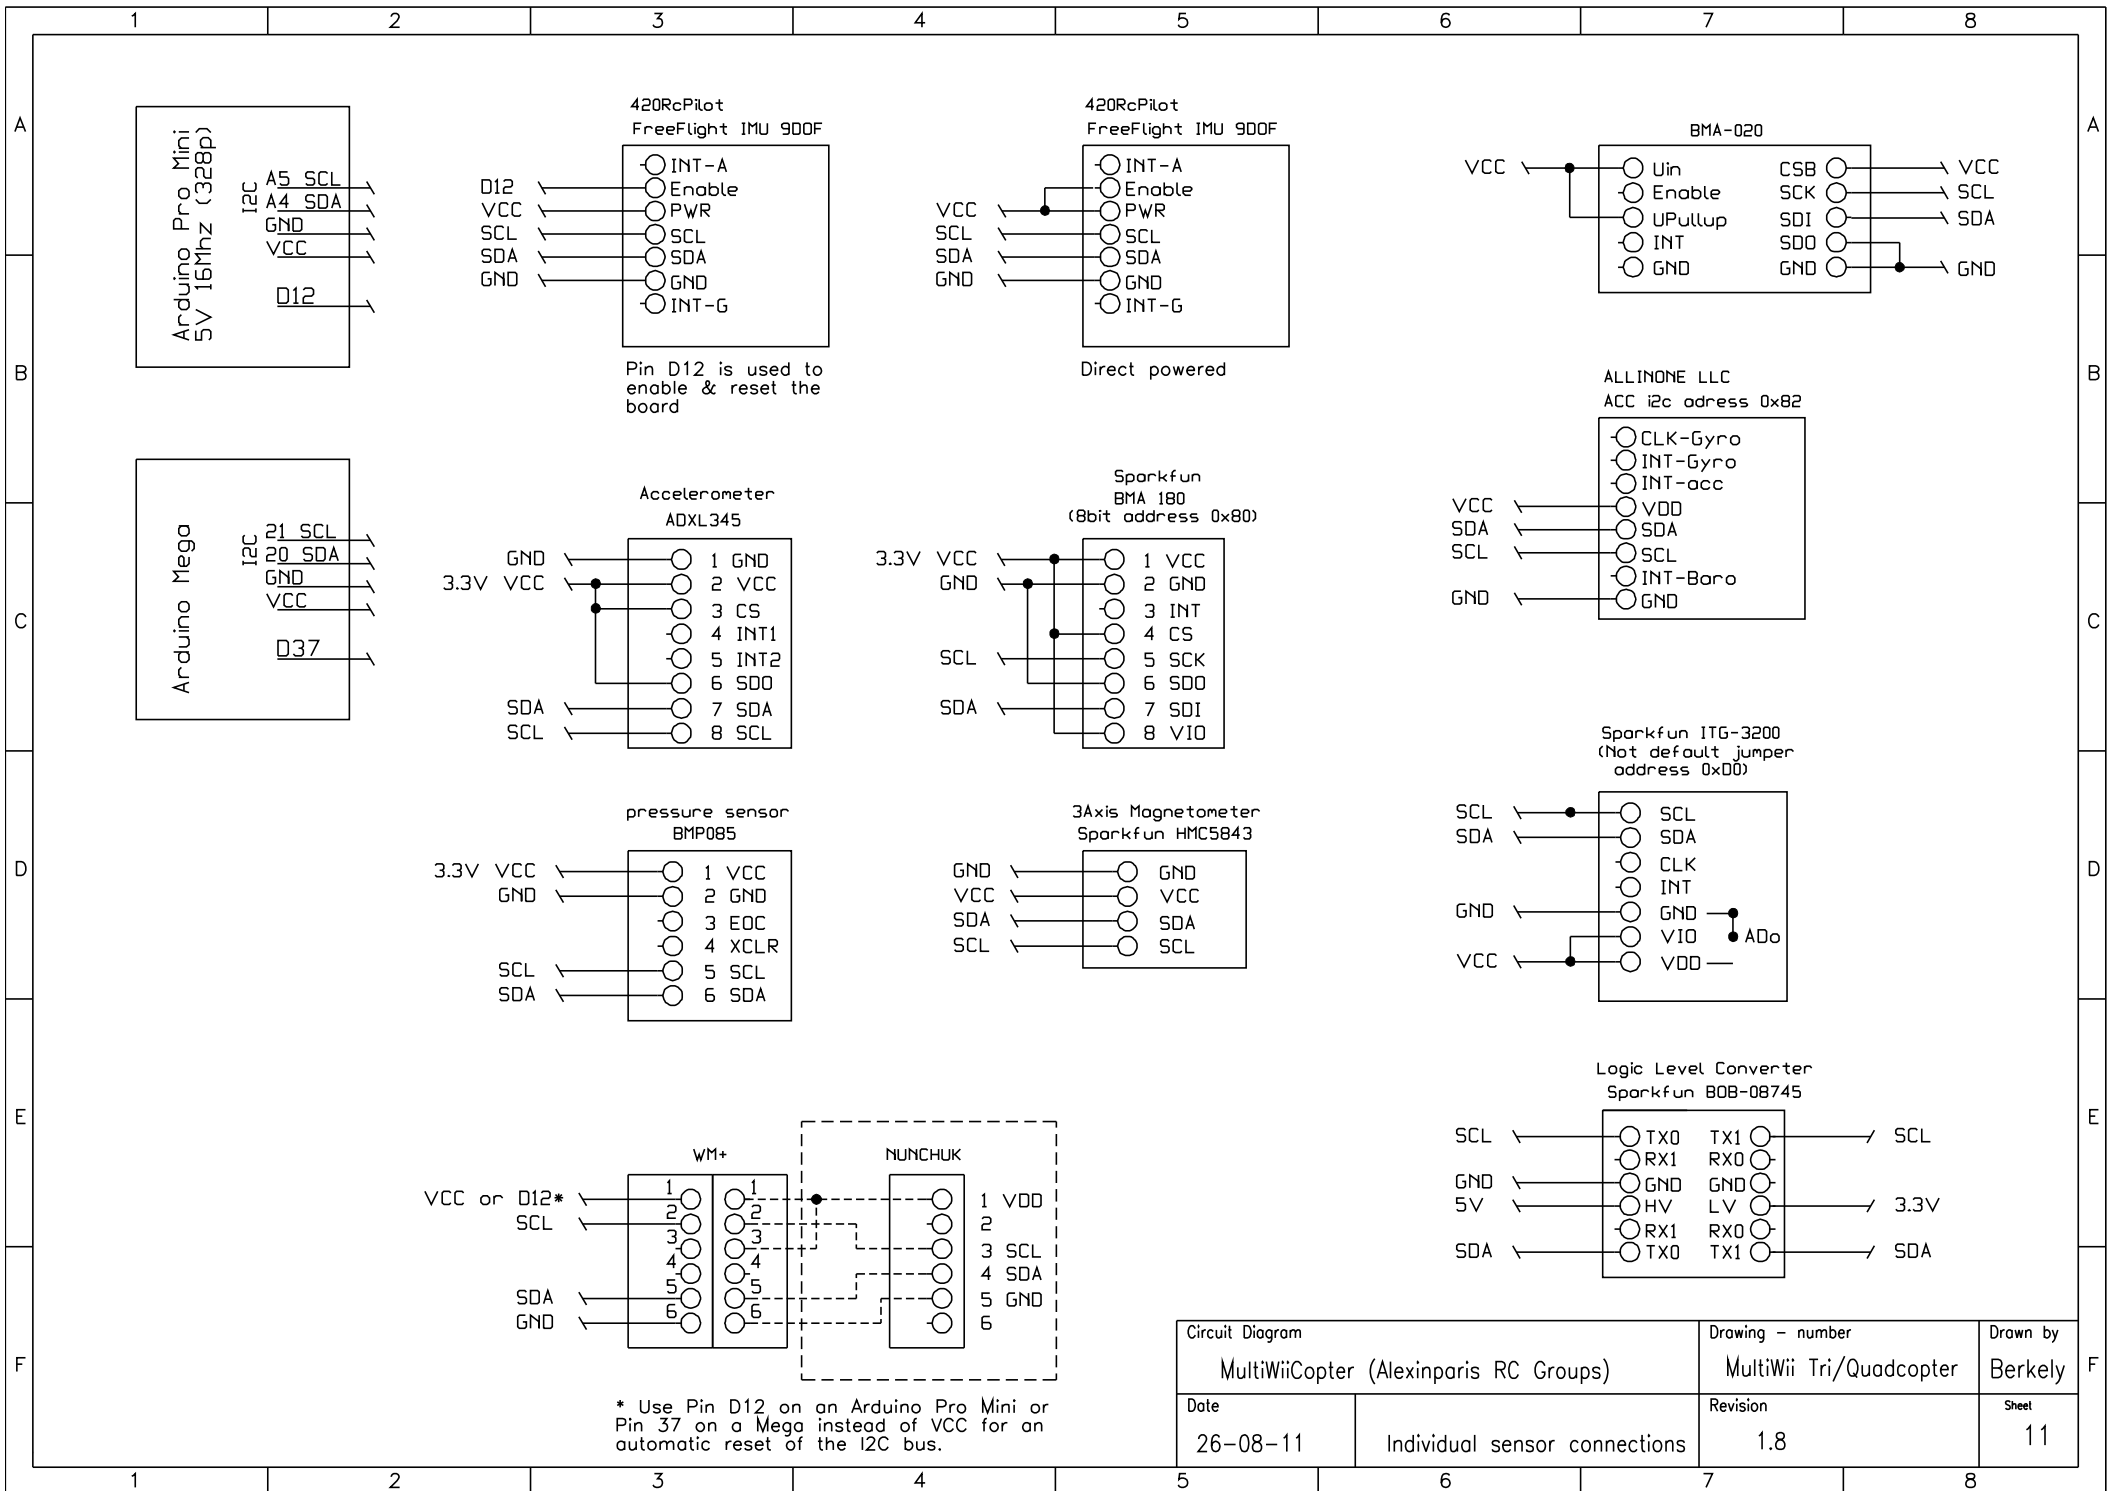 1 2 3 4 5 6 7 8
A
A
Arduino Pro Mini
5V 16Mhz (328p)
I2C
A5 SCL
A4 SDA
GND
VCC
D12
420RcPilot
FreeFlight IMU 9DOF
D12
VCC
SCL
SDA
GND
INT-A
Enable
PWR
SCL
SDA
GND
INT-G
Pin D12 is used to
enable & reset the
board
420RcPilot
FreeFlight IMU 9DOF
VCC
SCL
SDA
GND
INT-A
Enable
PWR
SCL
SDA
GND
INT-G
Direct powered
BMA-020
VCC
Uin CSB VCC
Enable SCK SCL
UPullup SDI SDA
INT SDO
GND GND GND
B
B
ALLINONE LLC
ACC i2c adress 0x82
CLK-Gyro
INT-Gyro
INT-acc
VCC VDD
SDA SDA
SCL SCL
INT-Baro
GND GND
C
C
Arduino Mega
I2C
21 SCL
20 SDA
GND
VCC
D37
Accelerometer
ADXL345
GND 1 GND
3.3V VCC 2 VCC
3 CS
4 INT1
5 INT2
6 SDO
SDA 7 SDA
SCL 8 SCL
Sparkfun
BMA 180
(8bit address 0x80)
3.3V VCC 1 VCC
GND 2 GND
3 INT
4 CS
SCL 5 SCK
6 SDO
SDA 7 SDI
8 VIO
Sparkfun ITG-3200
(Not default jumper
address 0xD0)
SCL SCL
SDA SDA
CLK
INT
GND GND
VIO ADo
VCC VDD
D
D
pressure sensor
BMP085
3.3V VCC 1 VCC
GND 2 GND
3 EOC
4 XCLR
SCL 5 SCL
SDA 6 SDA
3Axis Magnetometer
Sparkfun HMC5843
GND GND
VCC VCC
SDA SDA
SCL SCL
E
E
Logic Level Converter
Sparkfun BOB-08745
SCL TX0 TX1 SCL
RX1 RX0
GND GND GND
5V HV LV 3.3V
RX1 RX0
SDA TX0 TX1 SDA
WM+
NUNCHUK
VCC or D12* 1 1 1 VDD
SCL 2 2 2
3 3 3 SCL
4 4 4 SDA
SDA 5 5 5 GND
GND 6 6 6
* Use Pin D12 on an Arduino Pro Mini or
Pin 37 on a Mega instead of VCC for an
automatic reset of the I2C bus.
F
F
Circuit Diagram
MultiWiiCopter (Alexinparis RC Groups)
Drawing - number
MultiWii Tri/Quadcopter
Drawn by
Berkely
Date
26-08-11
Individual sensor connections
Revision
1.8
Sheet
11
1 2 3 4 5 6 7 8